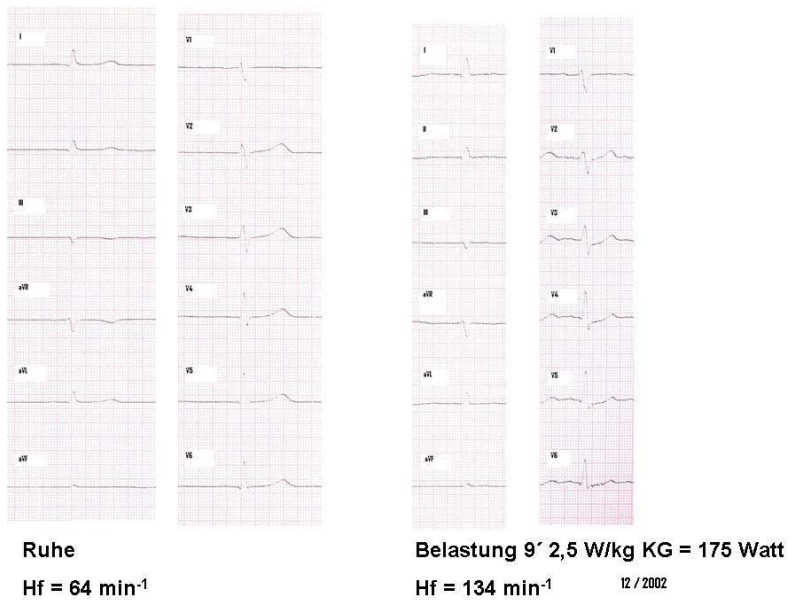 I
III
aVR
aVL
aVF
V1
V2
V3
V4
V5
V6
I
II
III
aVR
aVL
aVF
V1
V2
V3
V4
V5
V6
Ruhe
Hf = 64 min-1
Belastung 9´ 2,5 W/kg KG = 175 Watt
Hf = 134 min-1
12 / 2002